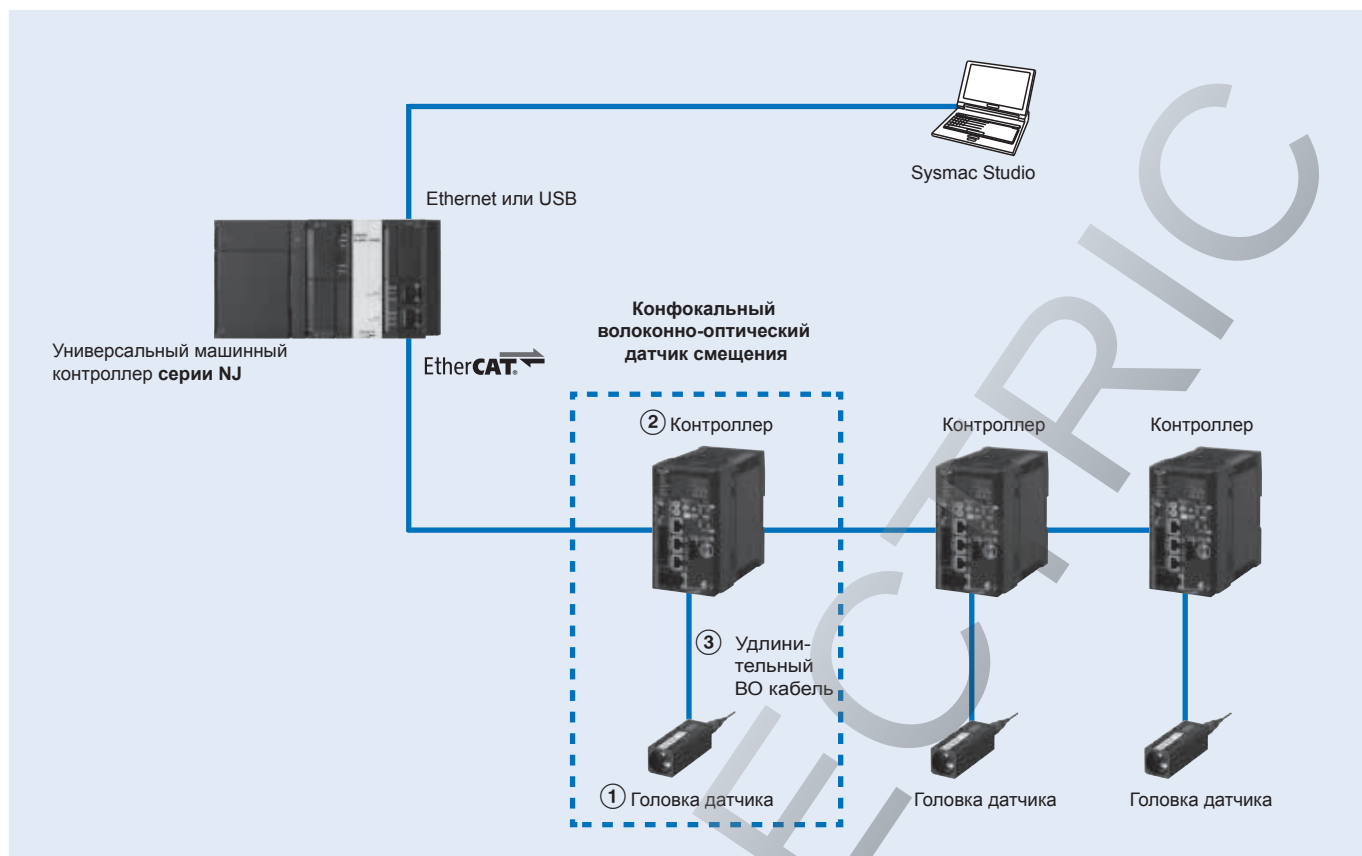 Sysmac Studio
Ethernet или USB
Универсальный машинный
контроллер серии NJ
EtherCAT®
Конфокальный
волоконно-оптический
датчик смещения
2 Контроллер
Контроллер
Контроллер
3 Удлини-
тельный
ВО кабель
1 Головка датчика
Головка датчика
Головка датчика
ECTRIC